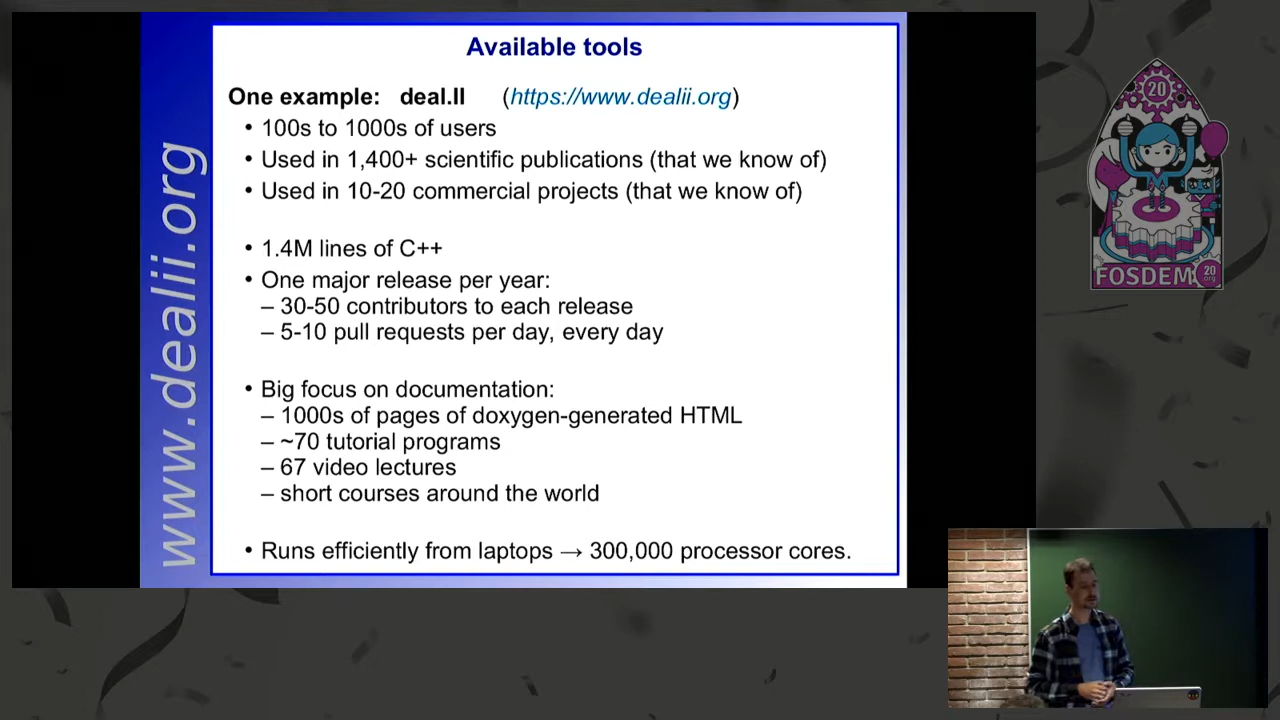 Available tools
One example: deal.II (https://www.dealii.org)
• 100s to 1000s of users
• Used in 1,400+ scientific publications (that we know of)
• Used in 10-20 commercial projects (that we know of)
• 1.4M lines of C++
• One major release per year:
– 30-50 contributors to each release
– 5-10 pull requests per day, every day
• Big focus on documentation:
– 1000s of pages of doxygen-generated HTML
– ~70 tutorial programs
– 67 video lectures
– short courses around the world
• Runs efficiently from laptops → 300,000 processor cores.
www.dealii.org
20
FOSDEM
20
.org